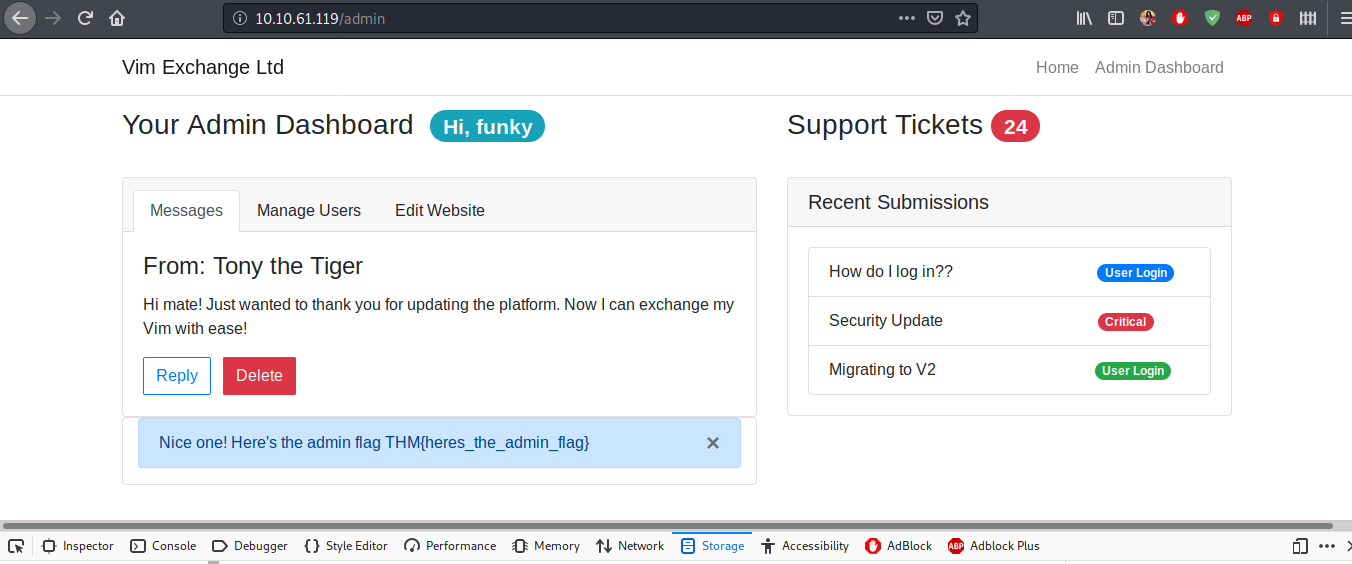 10.10.61.119/admin
ABP
Vim Exchange Ltd
Home Admin Dashboard
Your Admin Dashboard Hi, funky
Support Tickets 24
Messages Manage Users Edit Website
From: Tony the Tiger
Hi mate! Just wanted to thank you for updating the platform. Now I can exchange my
Vim with ease!
Reply Delete
Nice one! Here's the admin flag THM{heres_the_admin_flag}
Recent Submissions
How do I log in?? User Login
Security Update Critical
Migrating to V2 User Login
Inspector Console Debugger Style Editor Performance Memory Network Storage Accessibility AdBlock ABP Adblock Plus